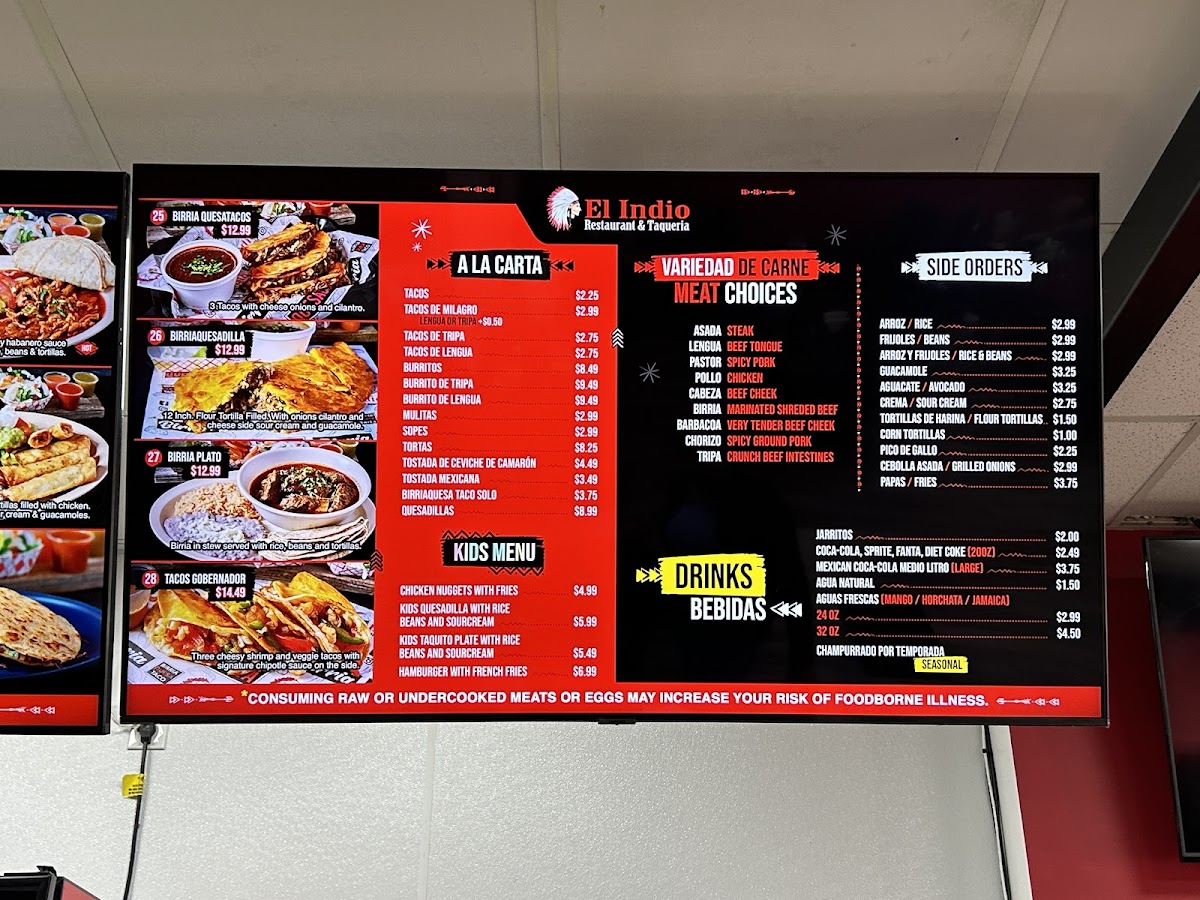 y habanero sauce
, beans & tortillas.
HOT
tillas filled with chicken.
r cream & guacamoles.
25 BIRRIA QUESATACOS
$12.99
3 Tacos with cheese onions and cilantro.
26 BIRRIAQUESADILLA
$12.99
12 Inch. Flour Tortilla Filled. With onions cilantro and
cheese side sour cream and guacamole.
27 BIRRIA PLATO
$12.99
Birria in stew served with rice, beans and tortillas.
28 TACOS GOBERNADOR
$14.49
Three cheesy shrimp and veggie tacos with
signature chipotle sauce on the side.
El Indio
Restaurant & Taqueria
A LA CARTA
TACOS $2.25
TACOS DE MILAGRO $2.99
LENGUA OR TRIPA +$0.50
TACOS DE TRIPA $2.75
TACOS DE LENGUA $2.75
BURRITOS $8.49
BURRITO DE TRIPA $9.49
BURRITO DE LENGUA $9.49
MULITAS $2.99
SOPES $2.99
TORTAS $8.25
TOSTADA DE CEVICHE DE CAMARÓN $4.49
TOSTADA MEXICANA $3.49
BIRRIAQUESA TACO SOLO $3.75
QUESADILLAS $8.99
KIDS MENU
CHICKEN NUGGETS WITH FRIES $4.99
KIDS QUESADILLA WITH RICE
BEANS AND SOURCREAM $5.99
KIDS TAQUITO PLATE WITH RICE
BEANS AND SOURCREAM $5.49
HAMBURGER WITH FRENCH FRIES $6.99
VARIEDAD DE CARNE
MEAT CHOICES
ASADA STEAK
LENGUA BEEF TONGUE
PASTOR SPICY PORK
POLLO CHICKEN
CABEZA BEEF CHEEK
BIRRIA MARINATED SHREDED BEEF
BARBACOA VERY TENDER BEEF CHEEK
CHORIZO SPICY GROUND PORK
TRIPA CRUNCH BEEF INTESTINES
SIDE ORDERS
ARROZ / RICE $2.99
FRIJOLES / BEANS $2.99
ARROZ Y FRIJOLES / RICE & BEANS $2.99
GUACAMOLE $3.25
AGUACATE / AVOCADO $3.25
CREMA / SOUR CREAM $2.75
TORTILLAS DE HARINA / FLOUR TORTILLAS $1.50
CORN TORTILLAS $1.00
PICO DE GALLO $2.25
CEBOLLA ASADA / GRILLED ONIONS $2.99
PAPAS / FRIES $3.75
DRINKS
BEBIDAS
JARRITOS $2.00
COCA-COLA, SPRITE, FANTA, DIET COKE (20OZ) $2.49
MEXICAN COCA-COLA MEDIO LITRO (LARGE) $3.75
AGUA NATURAL $1.50
AGUAS FRESCAS (MANGO / HORCHATA / JAMAICA)
24 OZ $2.99
32 OZ $4.50
CHAMPURRADO POR TEMPORADA
SEASONAL
*CONSUMING RAW OR UNDERCOOKED MEATS OR EGGS MAY INCREASE YOUR RISK OF FOODBORNE ILLNESS.